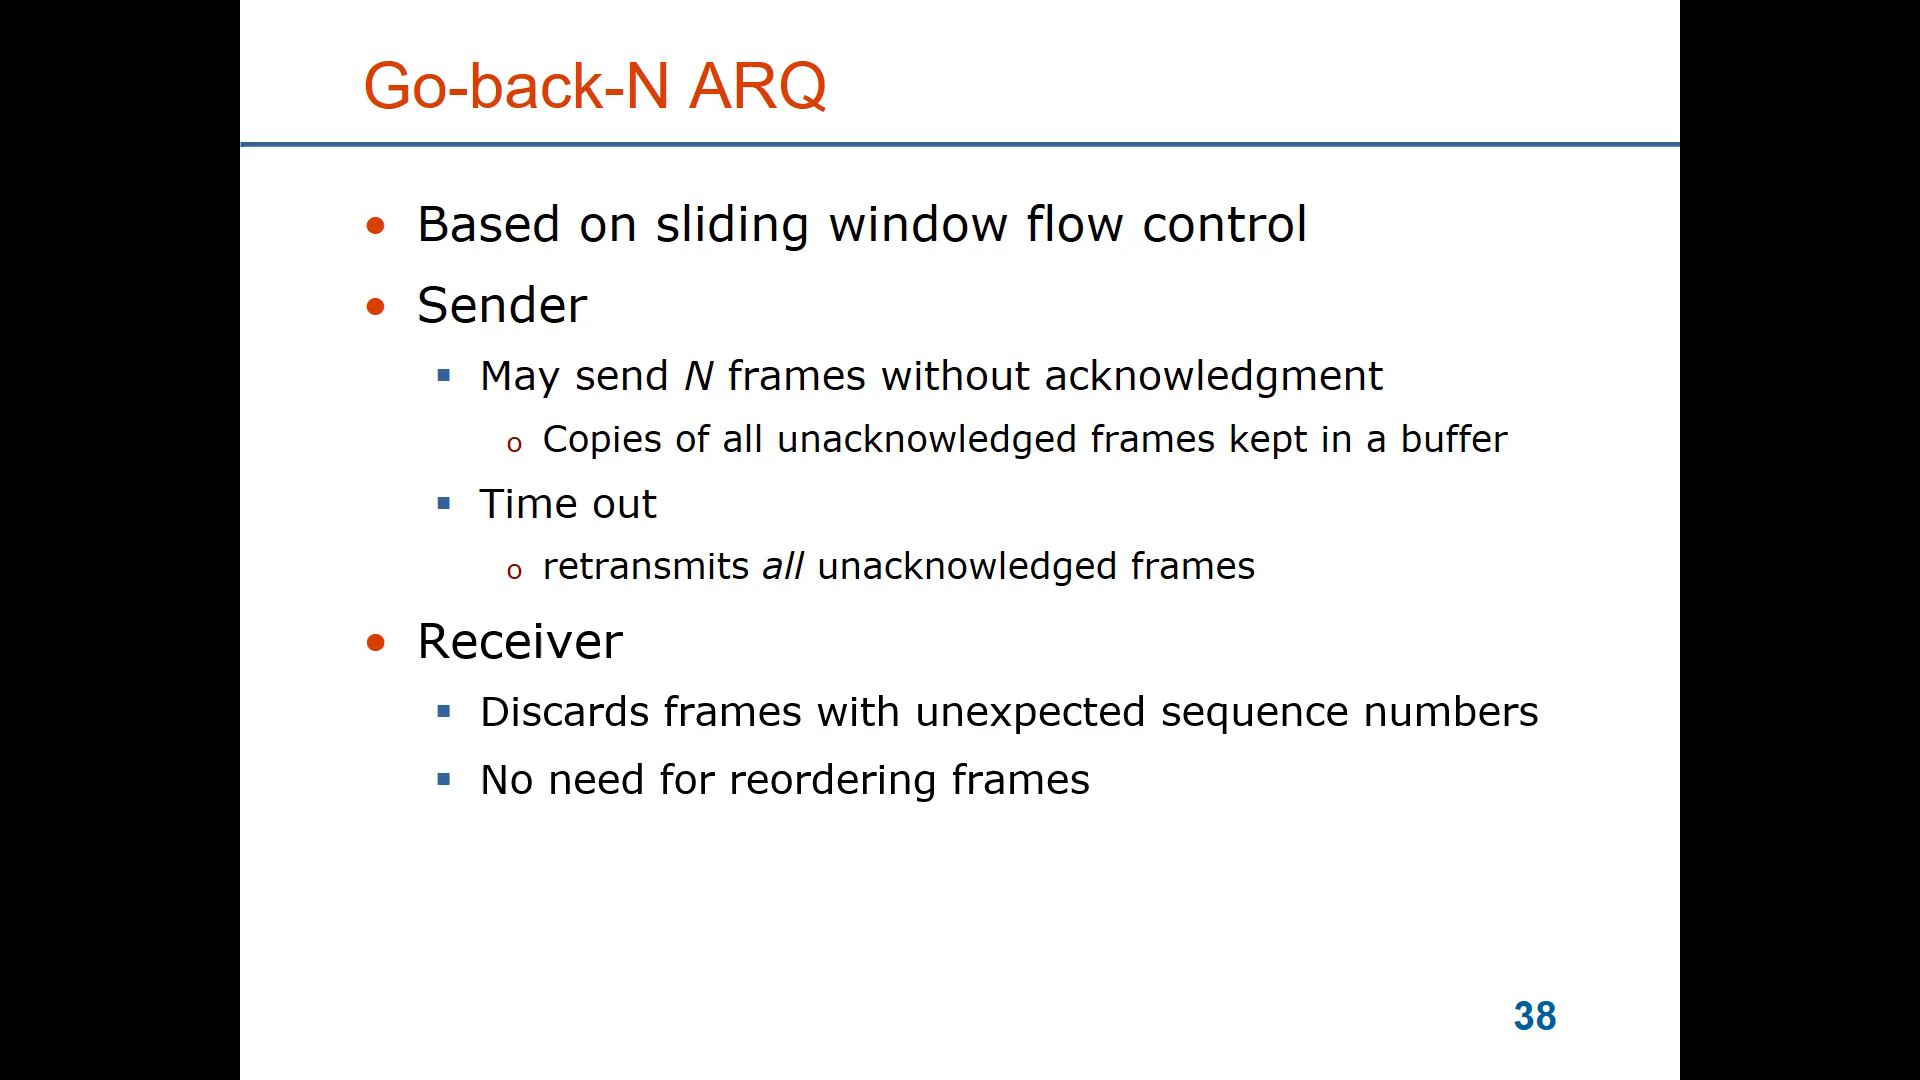 Go-back-N ARQ
• Based on sliding window flow control
• Sender
▪ May send N frames without acknowledgment
o Copies of all unacknowledged frames kept in a buffer
▪ Time out
o retransmits all unacknowledged frames
• Receiver
▪ Discards frames with unexpected sequence numbers
▪ No need for reordering frames
38